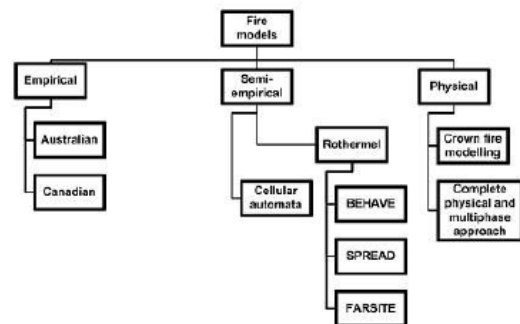 Fire
models
Empirical
Semi-
empirical
Physical
Australian
Canadian
Cellular
automata
Rothermel
BEHAVE
SPREAD
FARSITE
Crown fire
modelling
Complete
physical and
multiphase
approach